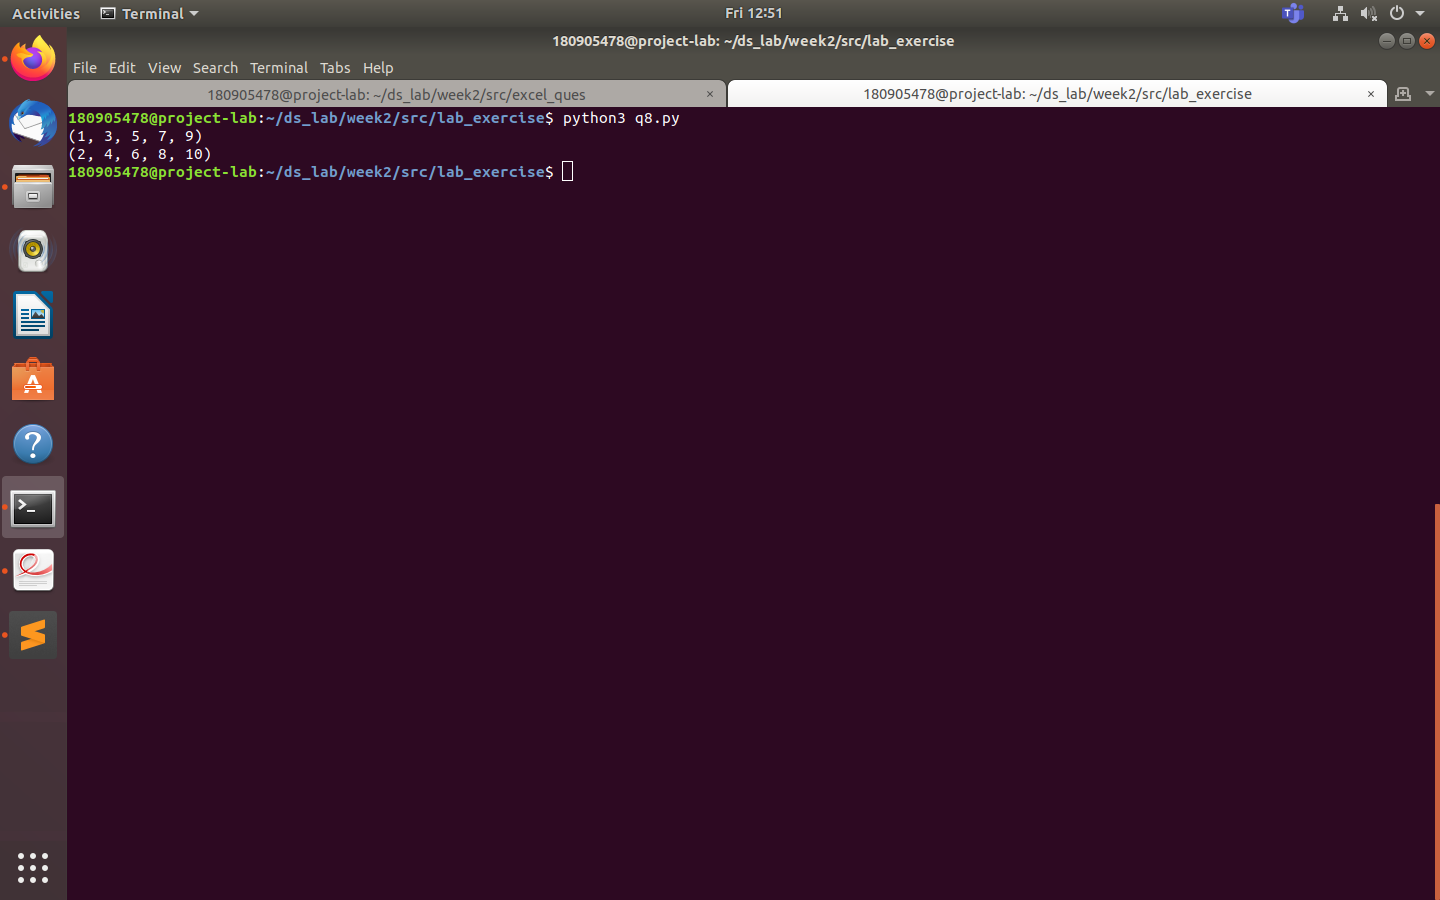 Activities Terminal Fri 12:51
180905478@project-lab: ~/ds_lab/week2/src/lab_exercise
File Edit View Search Terminal Tabs Help
180905478@project-lab: ~/ds_lab/week2/src/excel_ques × 180905478@project-lab: ~/ds_lab/week2/src/lab_exercise ×
180905478@project-lab:~/ds_lab/week2/src/lab_exercise$ python3 q8.py
(1, 3, 5, 7, 9)
(2, 4, 6, 8, 10)
180905478@project-lab:~/ds_lab/week2/src/lab_exercise$